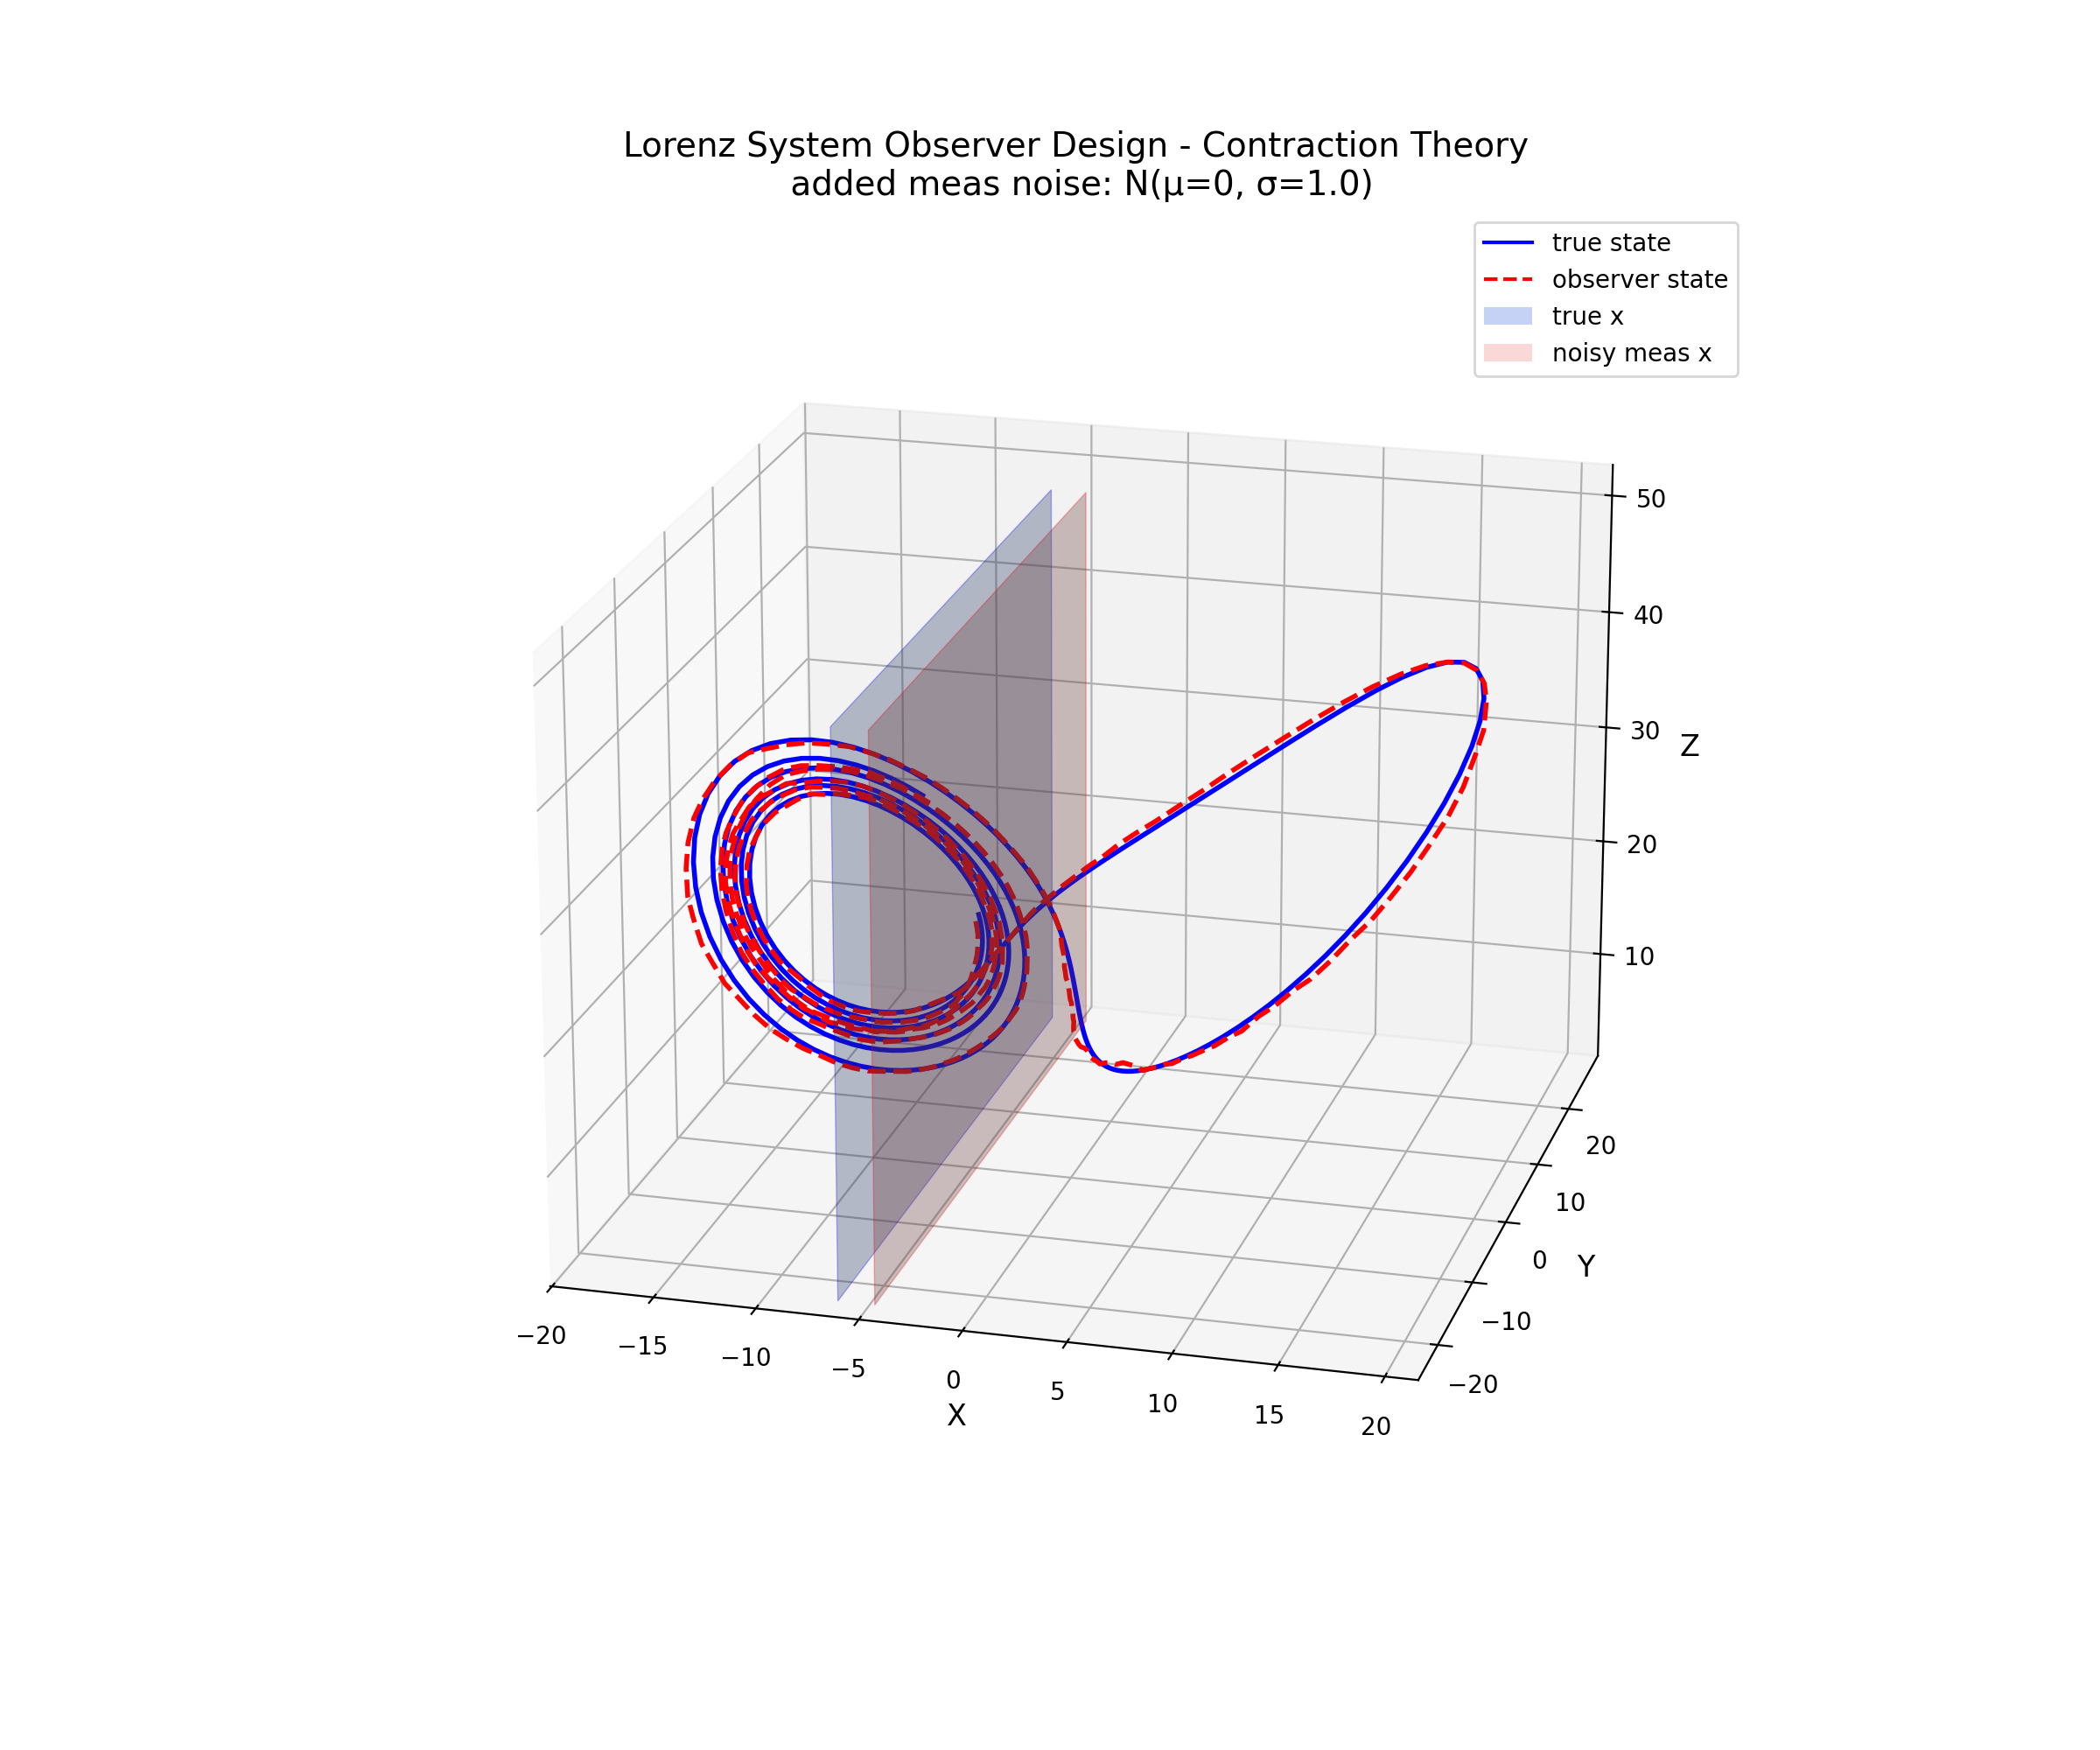 Lorenz System Observer Design - Contraction Theory
added meas noise: N(μ=0, σ=1.0)
true state
observer state
true x
noisy meas x
50
40
30
Z
20
10
20
10
0
Y
−10
−20
−20
−15
−10
−5
0
5
10
15
20
X